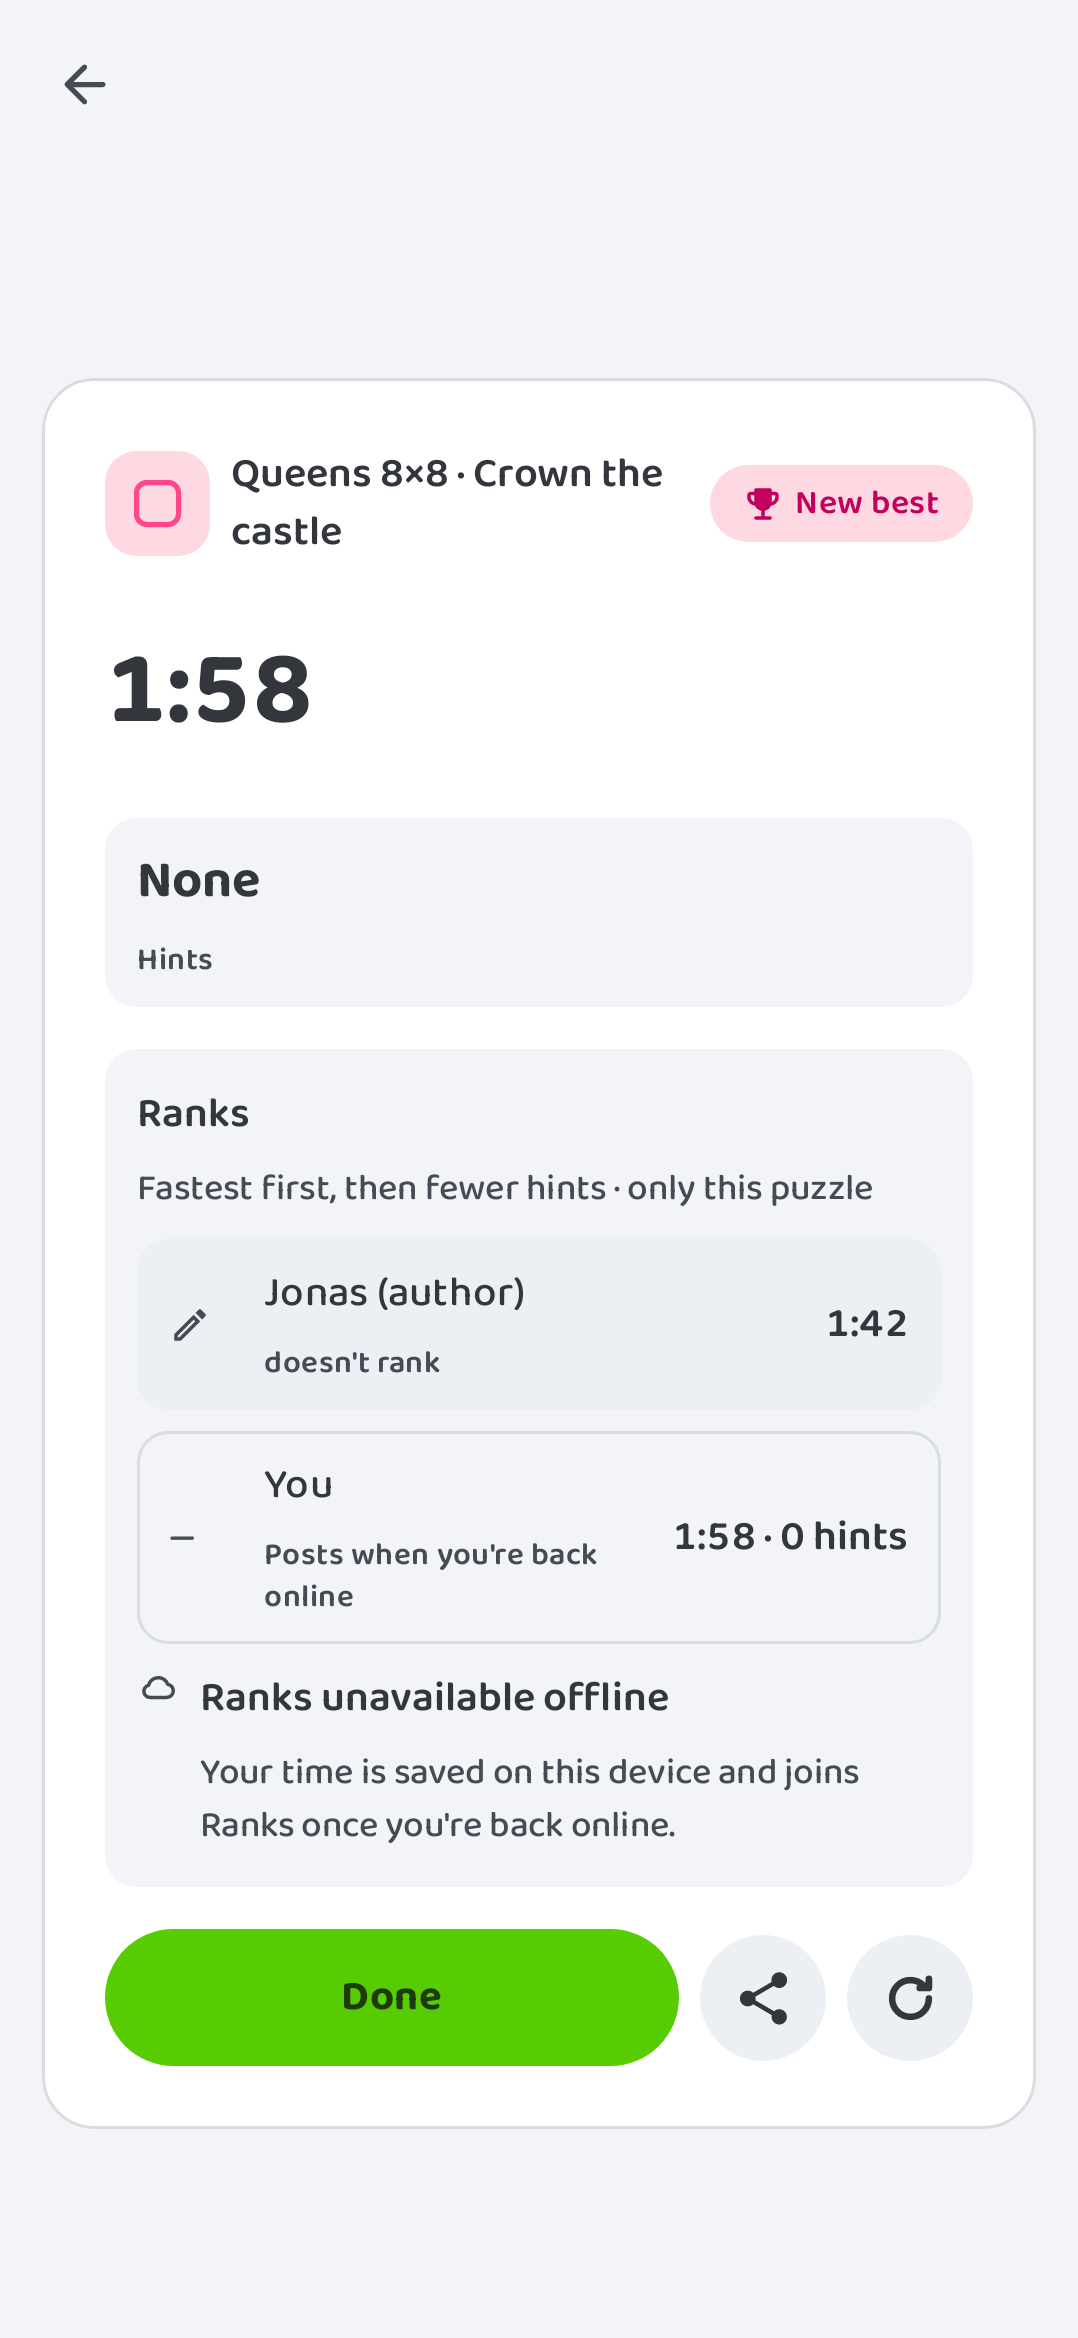 Queens 8×8 · Crown the
castle
New best
1:58
None
Hints
Ranks
Fastest first, then fewer hints · only this puzzle
Jonas (author)
doesn't rank
1:42
You
Posts when you're back
online
1:58 · 0 hints
Ranks unavailable offline
Your time is saved on this device and joins
Ranks once you're back online.
Done